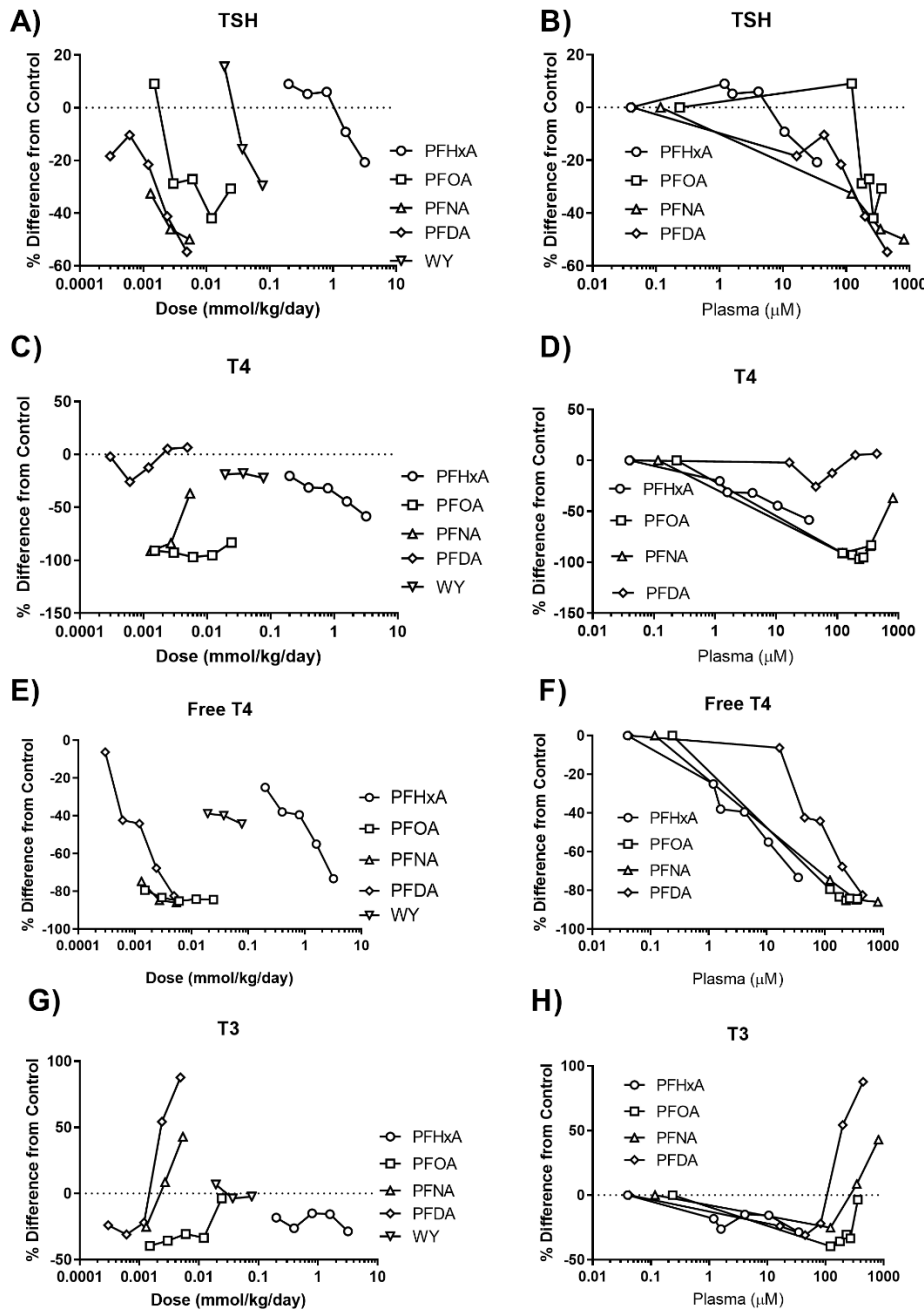 A)
TSH
% Difference from Control
20
0
-20
-40
-60
0.0001
0.001
0.01
0.1
1
10
Dose (mmol/kg/day)
PFHxA
PFOA
PFNA
PFDA
WY
B)
TSH
% Difference from Control
20
0
-20
-40
-60
0.01
0.1
1
10
100
1000
Plasma (μM)
PFHxA
PFOA
PFNA
PFDA
C)
T4
% Difference from Control
50
0
-50
-100
-150
0.0001
0.001
0.01
0.1
1
10
Dose (mmol/kg/day)
PFHxA
PFOA
PFNA
PFDA
WY
D)
T4
% Difference from Control
50
0
-50
-100
-150
0.01
0.1
1
10
100
1000
Plasma (μM)
PFHxA
PFOA
PFNA
PFDA
E)
Free T4
% Difference from Control
0
-20
-40
-60
-80
-100
0.0001
0.001
0.01
0.1
1
10
Dose (mmol/kg/day)
PFHxA
PFOA
PFNA
PFDA
WY
F)
Free T4
% Difference from Control
0
-20
-40
-60
-80
-100
0.01
0.1
1
10
100
1000
Plasma (μM)
PFHxA
PFOA
PFNA
PFDA
G)
T3
% Difference from Control
100
50
0
-50
0.0001
0.001
0.01
0.1
1
10
Dose (mmol/kg/day)
PFHxA
PFOA
PFNA
PFDA
WY
H)
T3
% Difference from Control
100
50
0
-50
0.01
0.1
1
10
100
1000
Plasma (μM)
PFHxA
PFOA
PFNA
PFDA